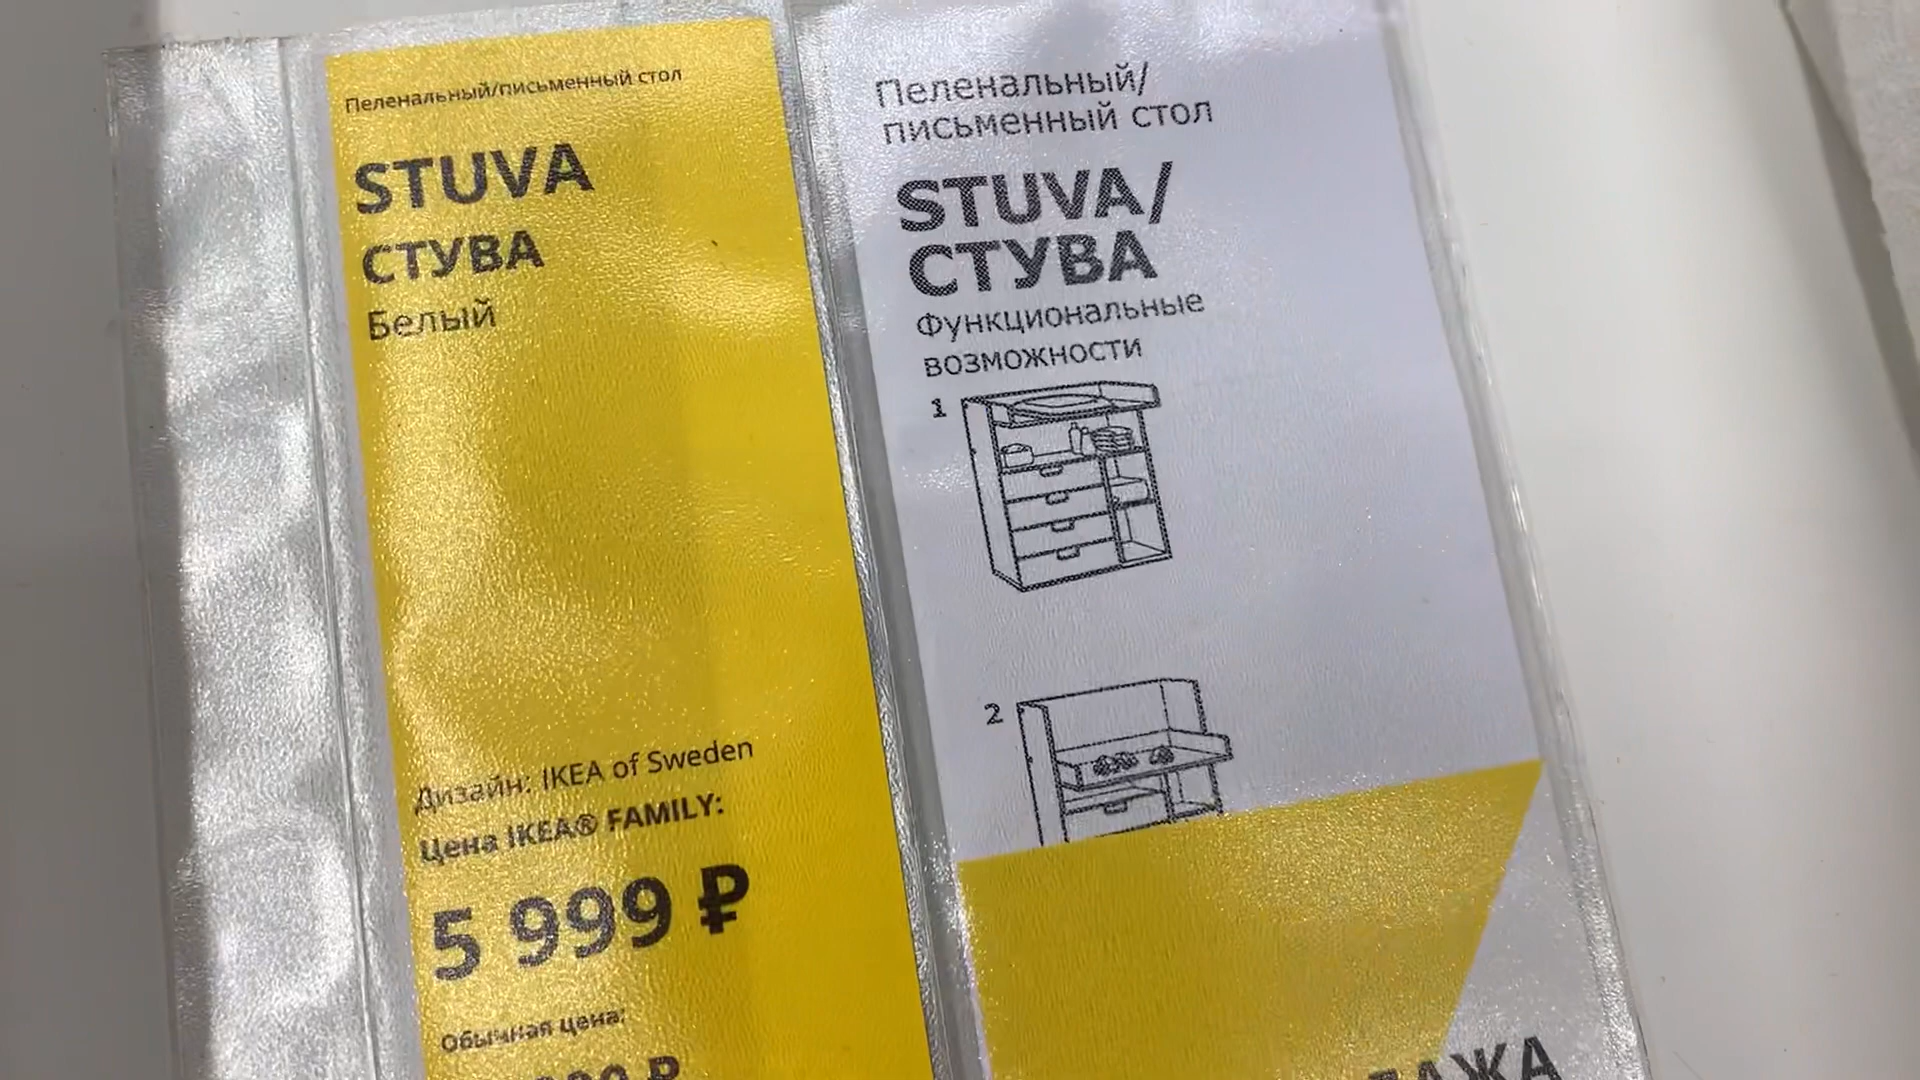 Пеленальный/письменный стол
STUVA
СТУВА
Белый
Дизайн: IKEA of Sweden
Цена IKEA® FAMILY:
5 999 ₽
Обычная цена:
Пеленальный/
письменный стол
STUVA/
СТУВА
Функциональные
возможности
1
2